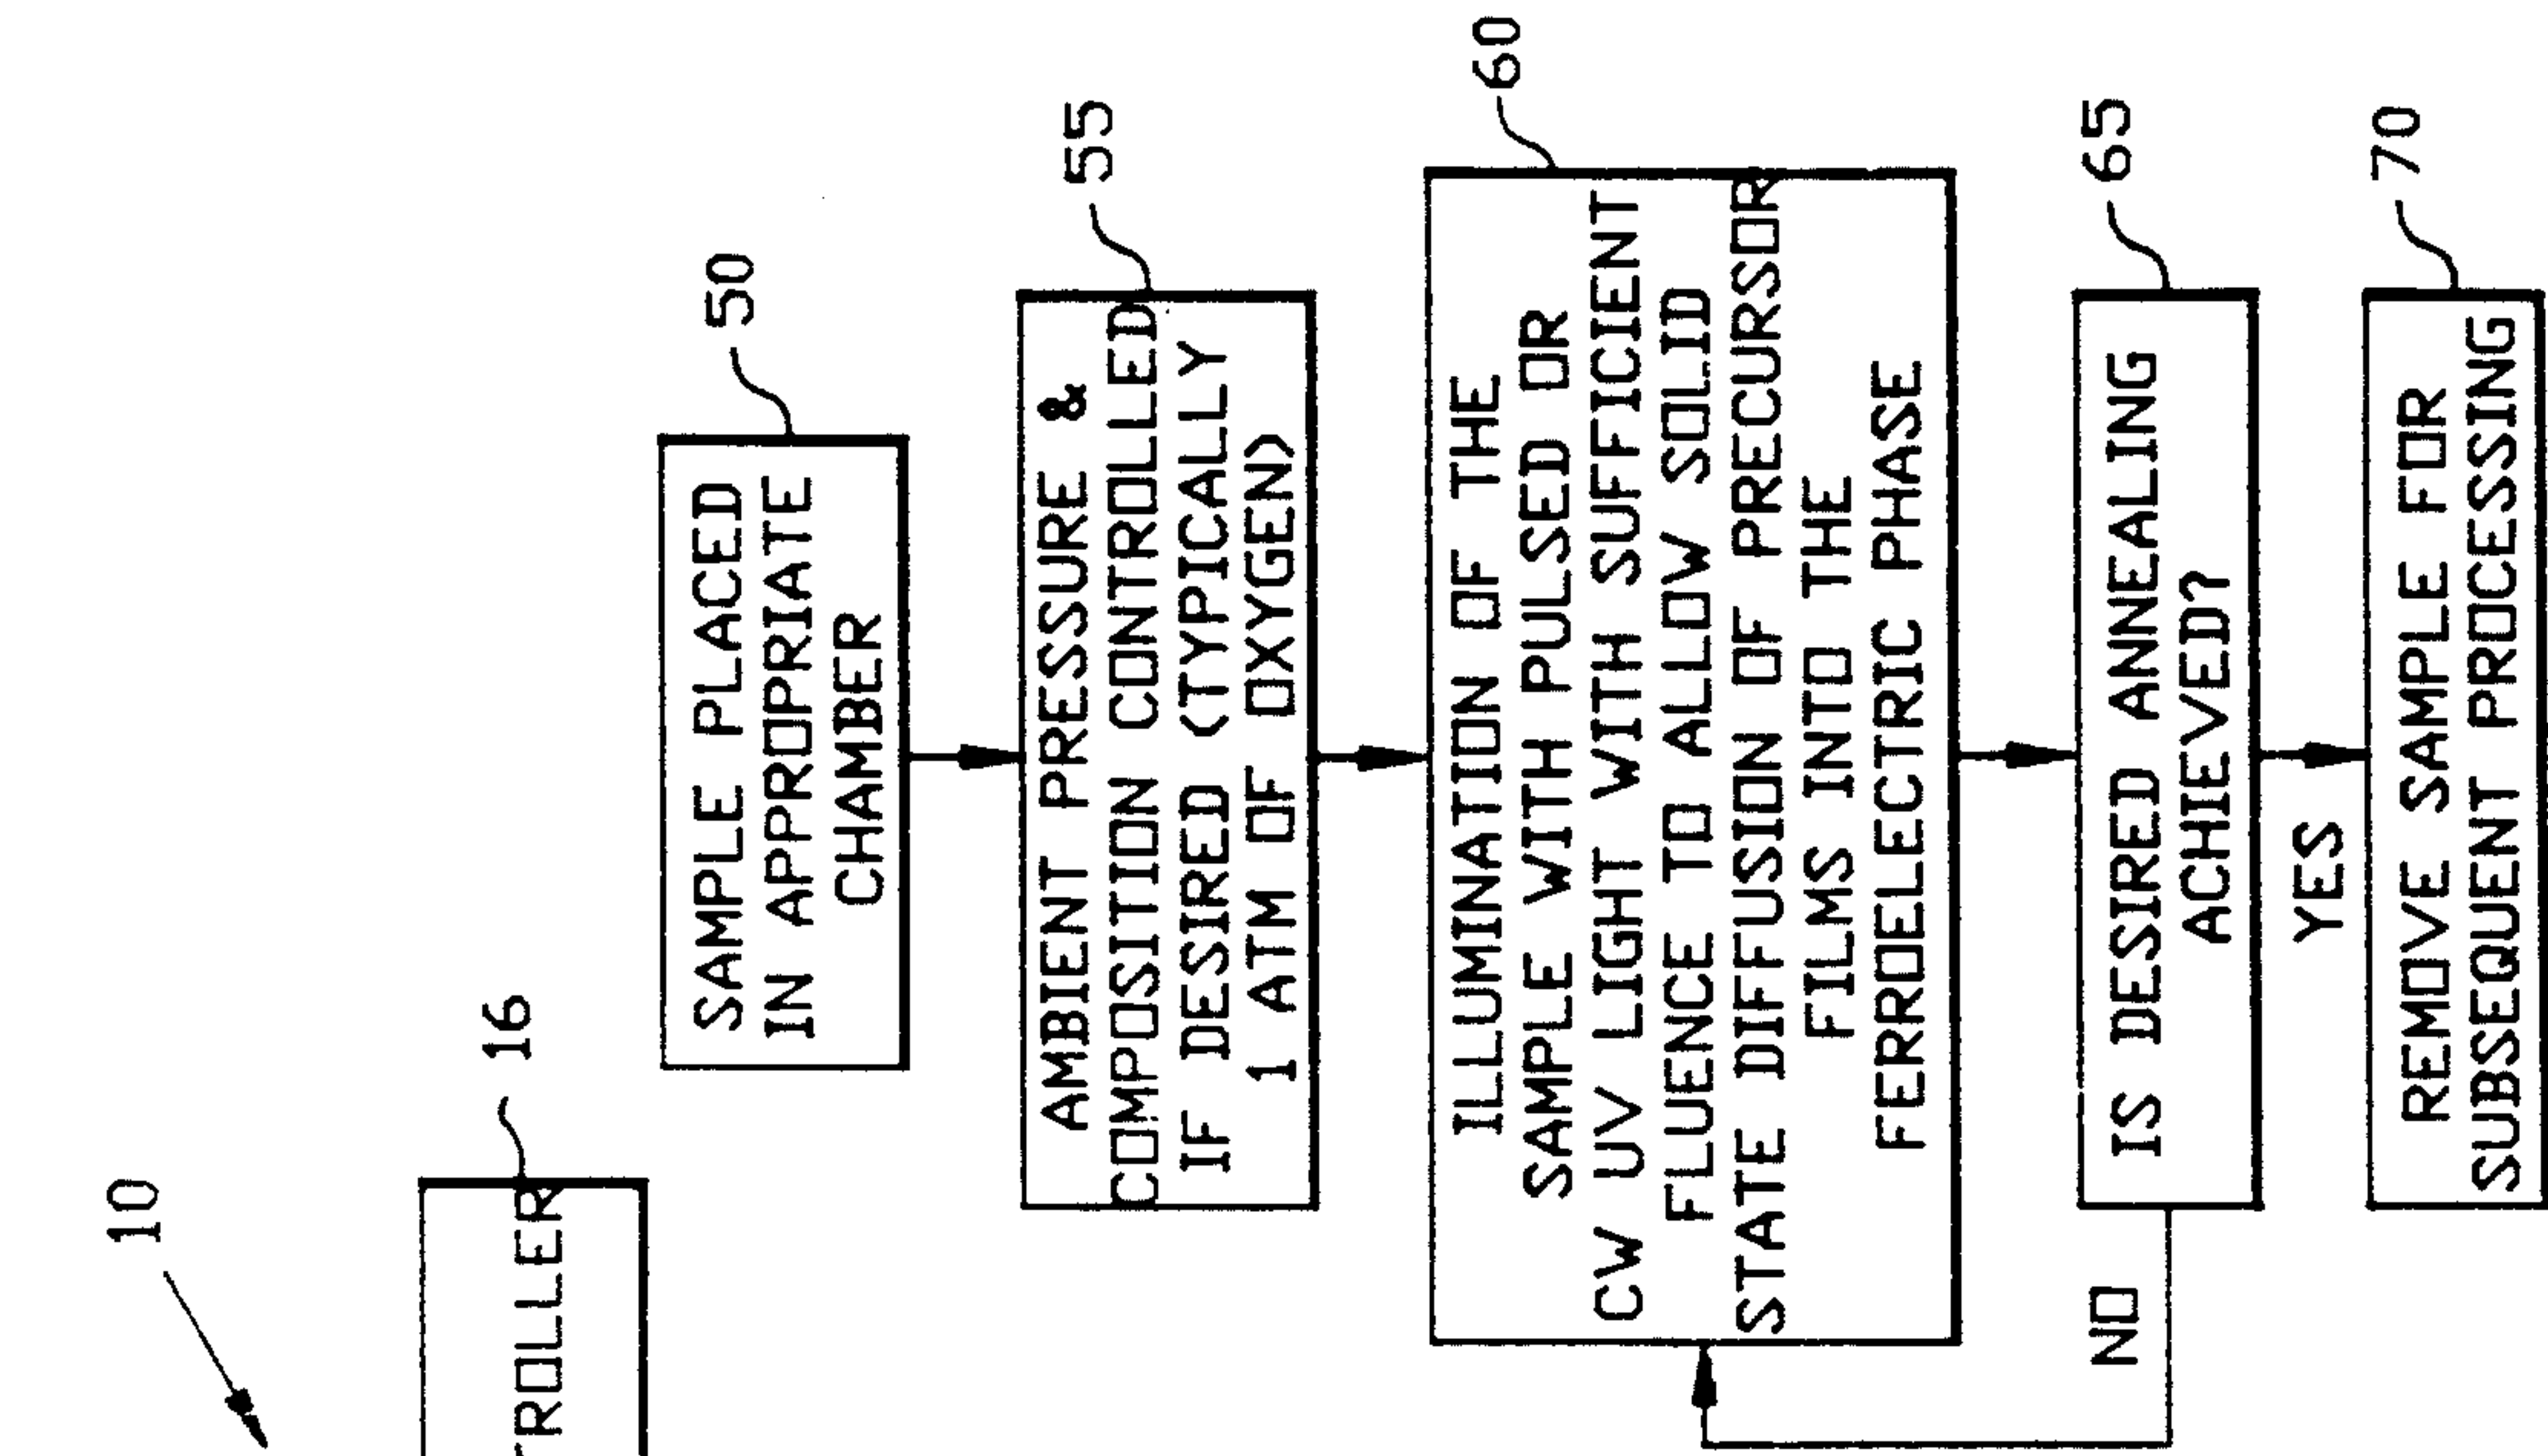 10
16
50
SAMPLE PLACED
IN APPROPRIATE
CHAMBER
55
AMBIENT PRESSURE &
COMPOSITION CONTROLLED
IF DESIRED (TYPICALLY
1 ATM OF OXYGEN)
60
ILLUMINATION OF THE
SAMPLE WITH PULSED OR
CW UV LIGHT WITH SUFFICIENT
FLUENCE TO ALLOW SOLID
STATE DIFFUSION OF PRECURSOR
FILMS INTO THE
FERROELECTRIC PHASE
65
IS DESIRED ANNEALING
ACHIEVED?
NO
YES
70
REMOVE SAMPLE FOR
SUBSEQUENT PROCESSING